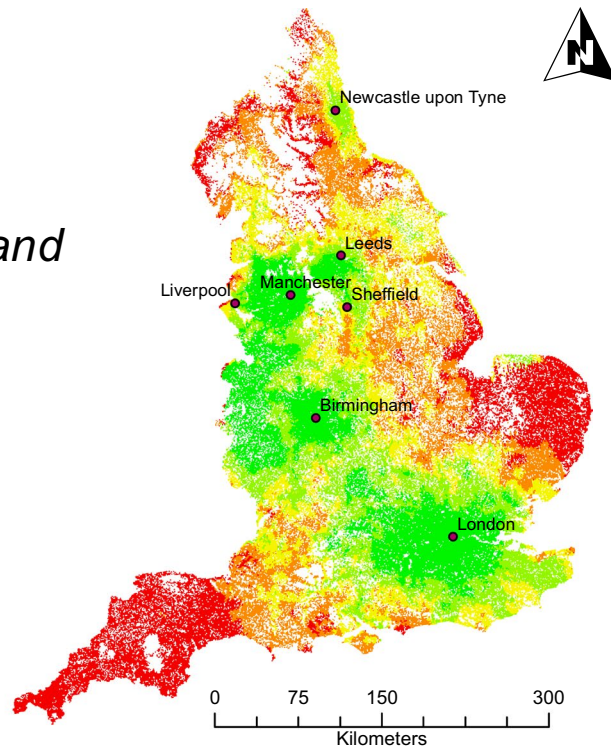 N
Newcastle upon Tyne
and
Leeds
Manchester
Liverpool
Sheffield
Birmingham
London
0 75 150 300
Kilometers